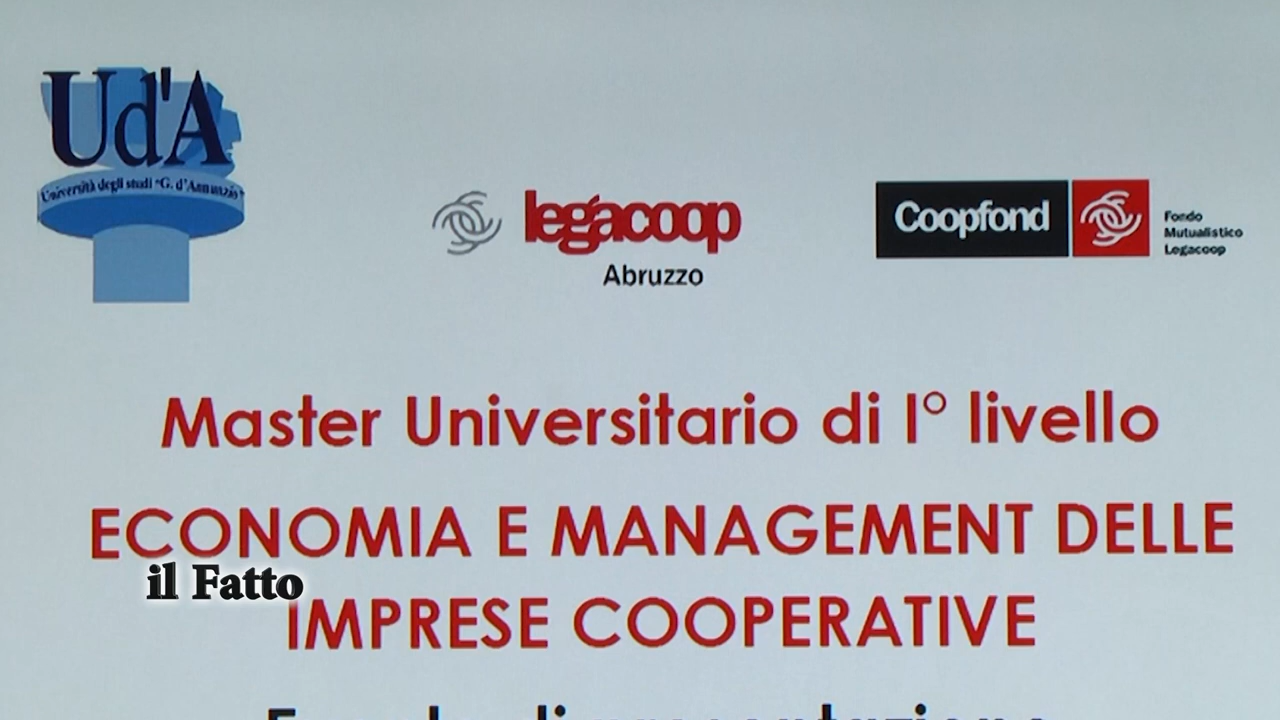 Ud'A
Università degli studi "G. d'Annunzio"
legacoop
Abruzzo
Coopfond
Fondo
Mutualistico
Legacoop
Master Universitario di I° livello
ECONOMIA E MANAGEMENT DELLE
il Fatto
IMPRESE COOPERATIVE